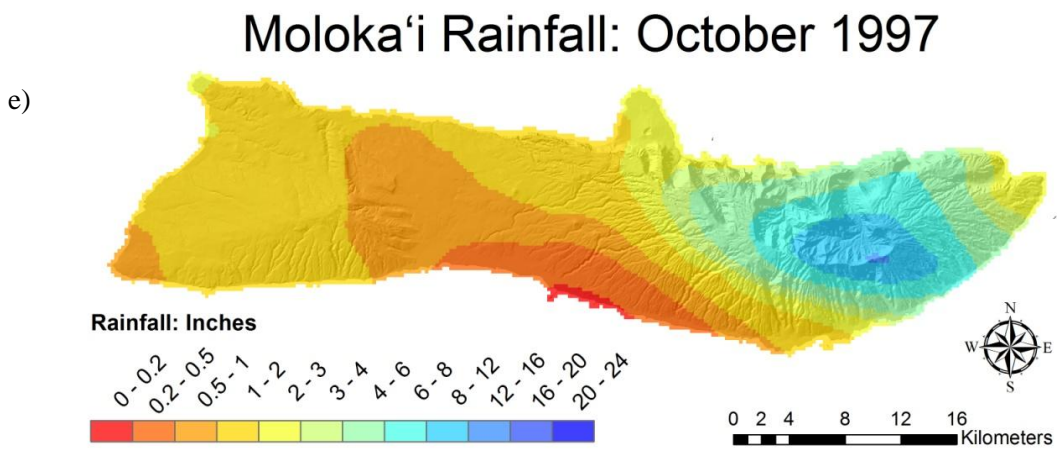 Moloka‘i Rainfall: October 1997
e)
Rainfall: Inches
0 - 0.2
0.2 - 0.5
0.5 - 1
1 - 2
2 - 3
3 - 4
4 - 6
6 - 8
8 - 12
12 - 16
16 - 20
20 - 24
N
W E
S
0 2 4 8 12 16
Kilometers